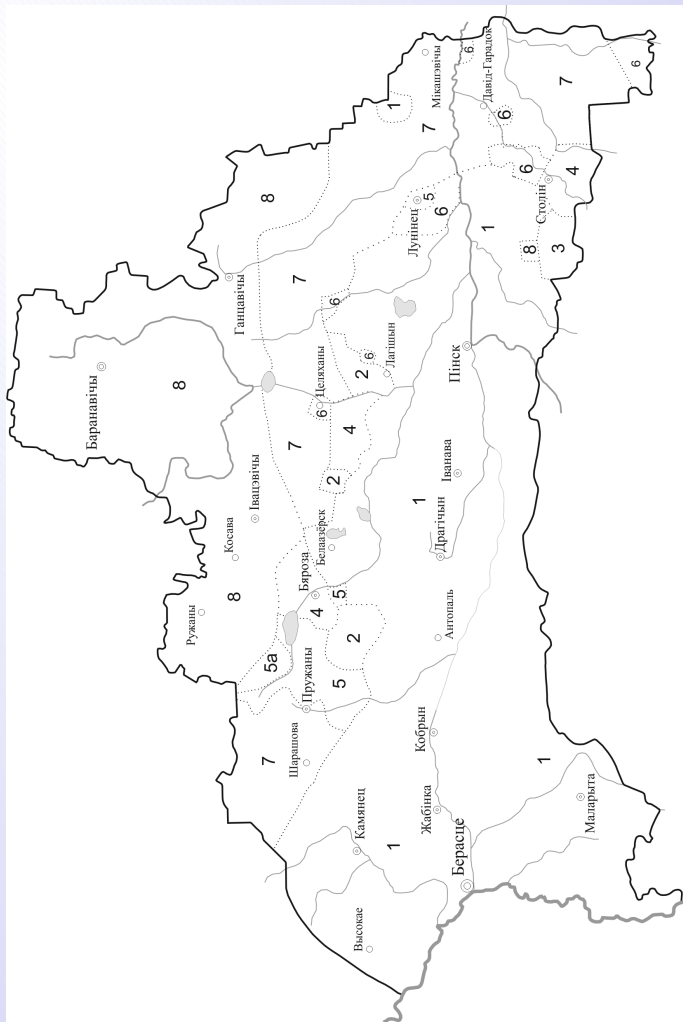 Баранавічы
8
Ружаны
Косава
8
Ганцавічы
Івацэвічы
8
5а
7
7
7
Шарашова
Пружаны
Бяроза
4
Целяханы
6
Белаазёрск
2
6
5
5
4
2
Высокае
Камянец
2
6
Лагішын
1
1
Лунінец
Жабінка
Кобрын
1
5
7
Мікашэвічы
Драгічын
6
Антопаль
Іванава
Пінск
Берасце
6
Давід-Гарадок
1
6
6
8
Столін
1
3
7
4
Маларыта
6